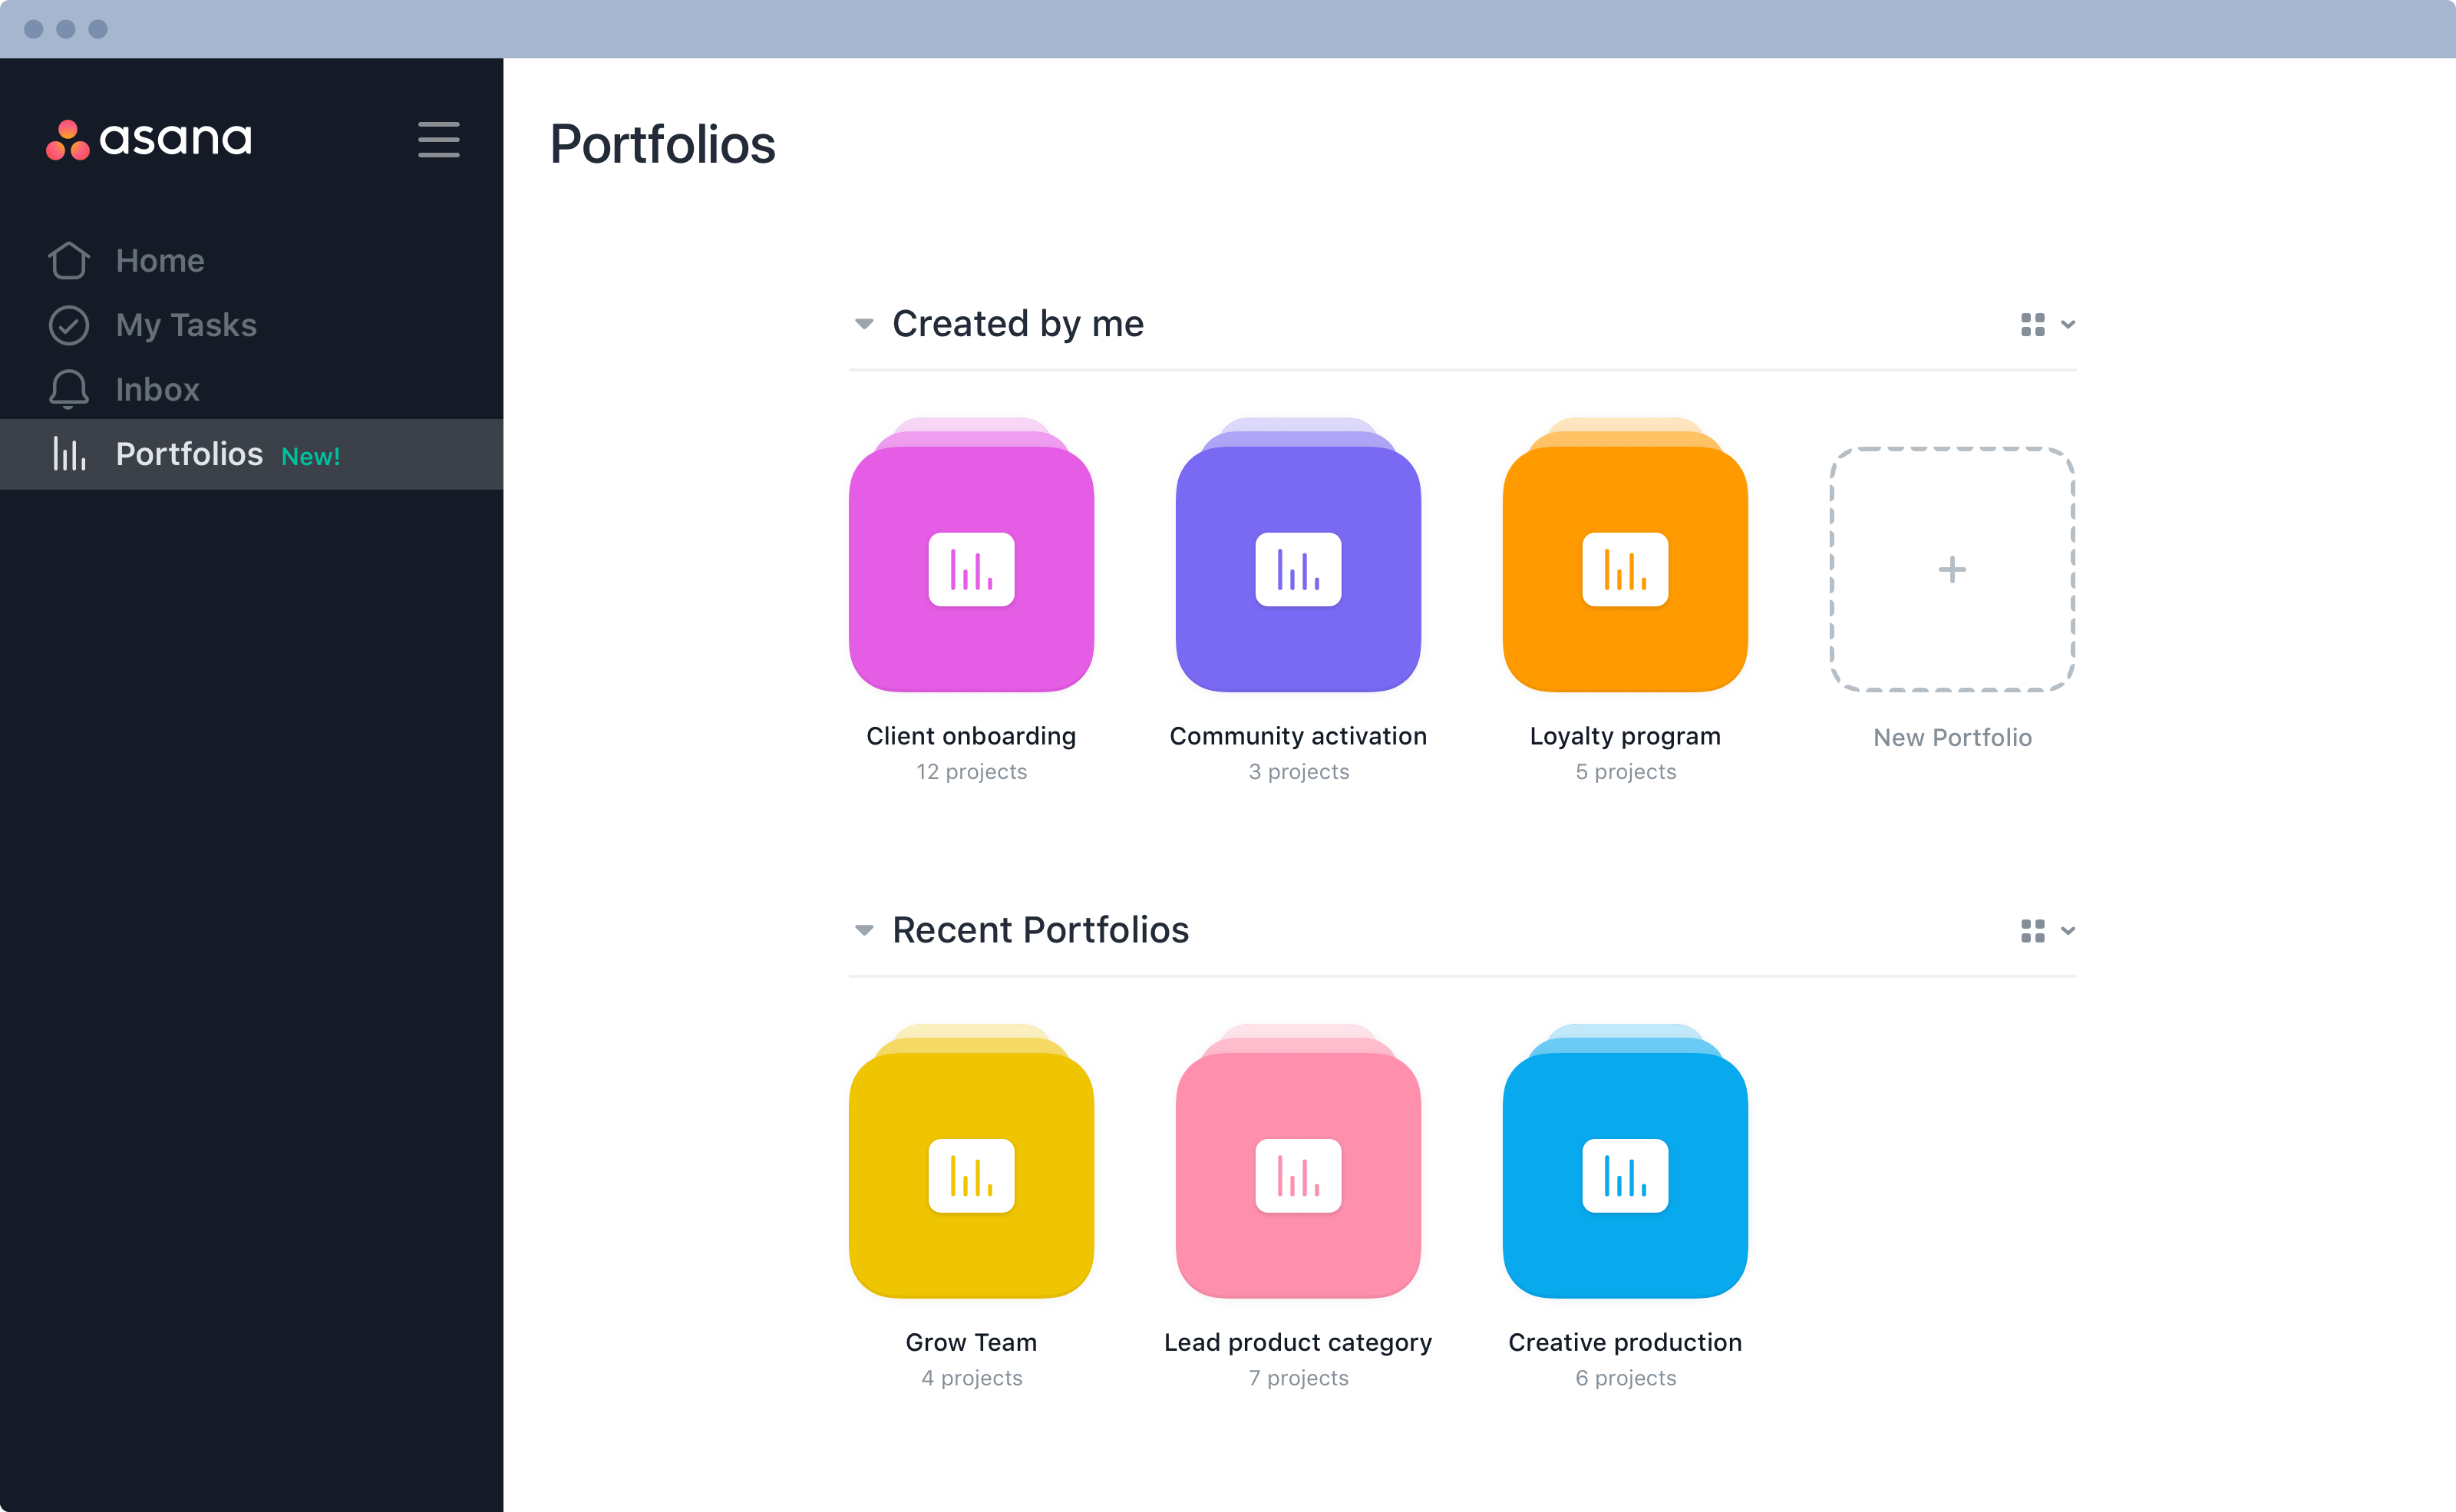 asana
Home
My Tasks
Inbox
Portfolios New!
Portfolios
Created by me
Client onboarding
12 projects
Community activation
3 projects
Loyalty program
5 projects
New Portfolio
Recent Portfolios
Grow Team
4 projects
Lead product category
7 projects
Creative production
6 projects